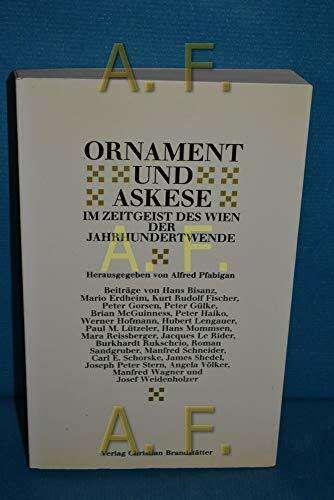 A. F.
ORNAMENT
UND
ASKESE
IM ZEITGEIST DES WIEN
DER
JAHRHUNDERTWENDE
Herausgegeben von Alfred Pfabigan
A. F.
Beiträge von Hans Bisanz,
Mario Erdheim, Kurt Rudolf Fischer,
Peter Gorsen, Peter Gülke,
Brian McGuinness, Peter Haiko,
Werner Hofmann, Hubert Lengauer,
Paul M. Lützeler, Hans Mommsen,
Mara Reissberger, Jacques Le Rider,
Burkhardt Rukschcio, Roman
Sandgruber, Manfred Schneider,
Carl E. Schorske, James Shedel,
Joseph Peter Stern, Angela Völker,
Manfred Wagner und
Josef Weidenholzer
A. F.
Verlag Christian Brandstätter